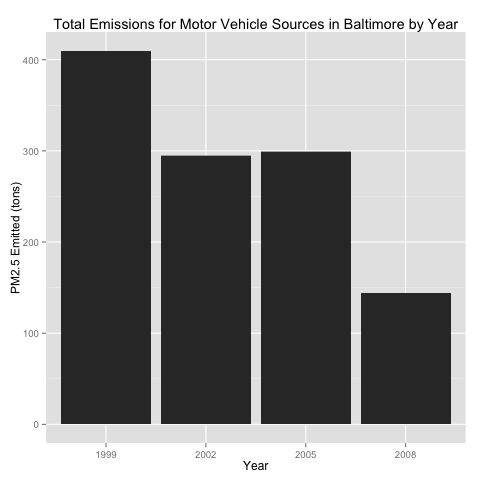 Total Emissions for Motor Vehicle Sources in Baltimore by Year
400
300
200
100
0
PM2.5 Emitted (tons)
1999 2002 2005 2008
Year